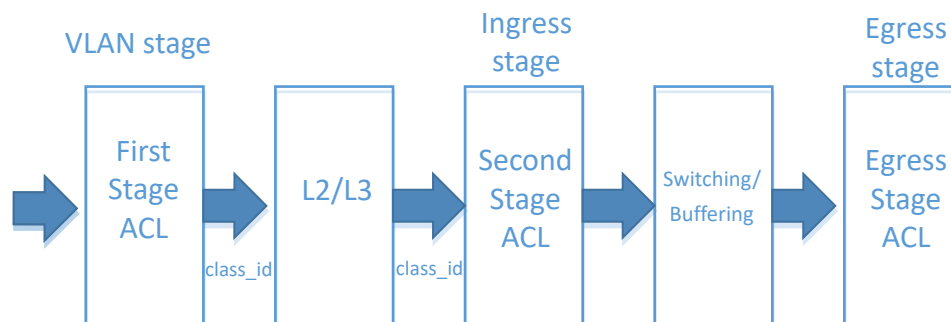 VLAN stage
Ingress
stage
Egress
stage
First
Stage
ACL
class_id
L2/L3
class_id
Second
Stage
ACL
Switching/
Buffering
Egress
Stage
ACL